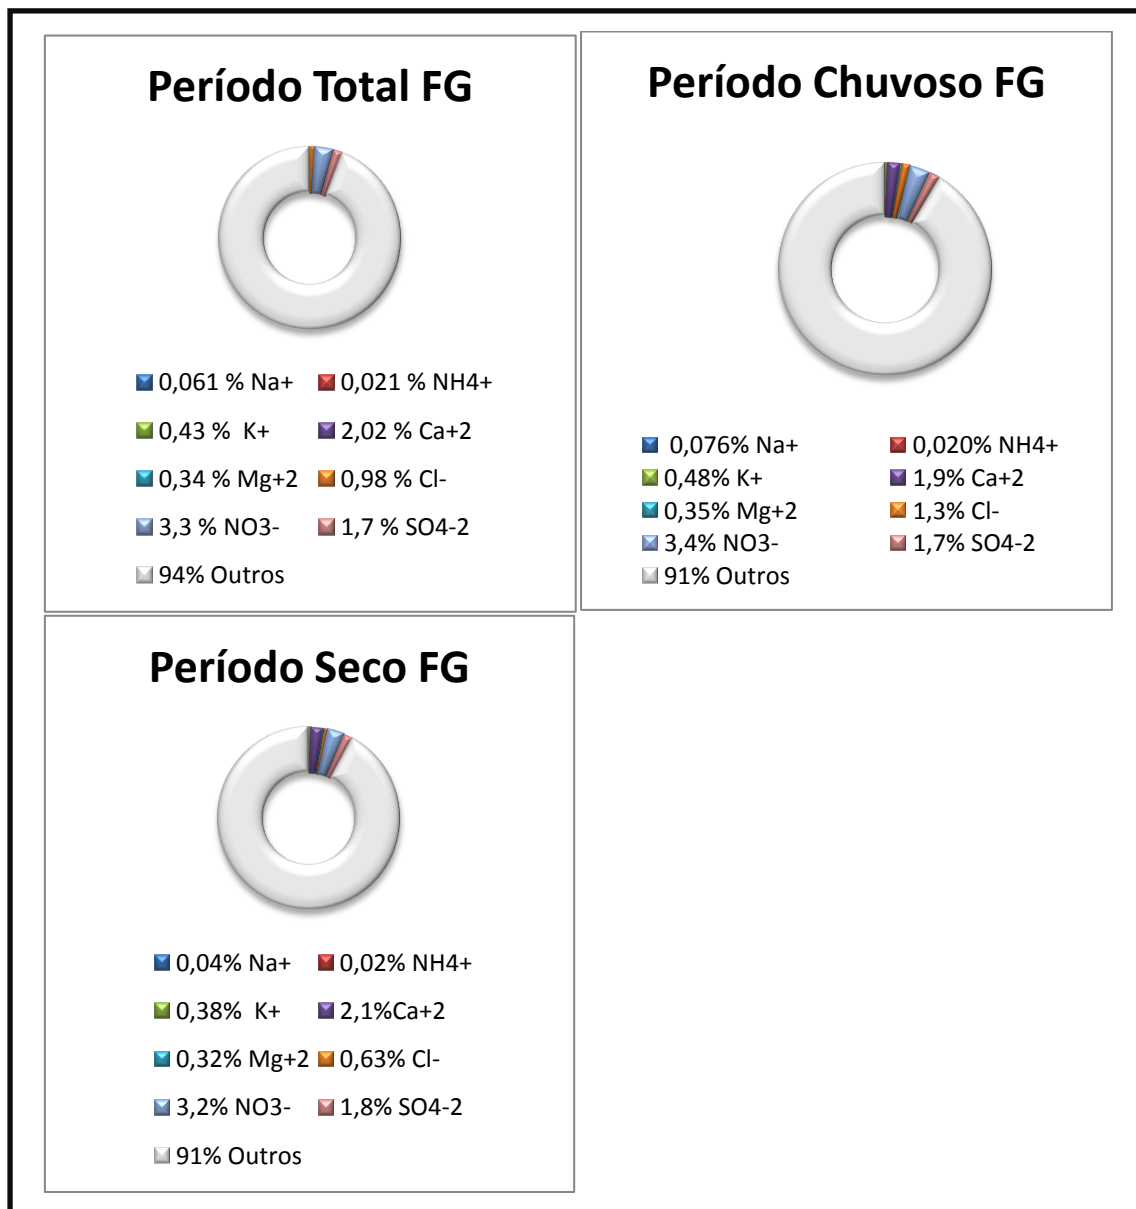 Período Total FG
0,061 % Na+ 0,021 % NH4+
0,43 %  K+ 2,02 % Ca+2
0,34 % Mg+2 0,98 % Cl-
3,3 % NO3- 1,7 % SO4-2
94% Outros
Período Chuvoso FG
0,076% Na+ 0,020% NH4+
0,48% K+ 1,9% Ca+2
0,35% Mg+2 1,3% Cl-
3,4% NO3- 1,7% SO4-2
91% Outros
Período Seco FG
0,04% Na+ 0,02% NH4+
0,38%  K+ 2,1%Ca+2
0,32% Mg+2 0,63% Cl-
3,2% NO3- 1,8% SO4-2
91% Outros